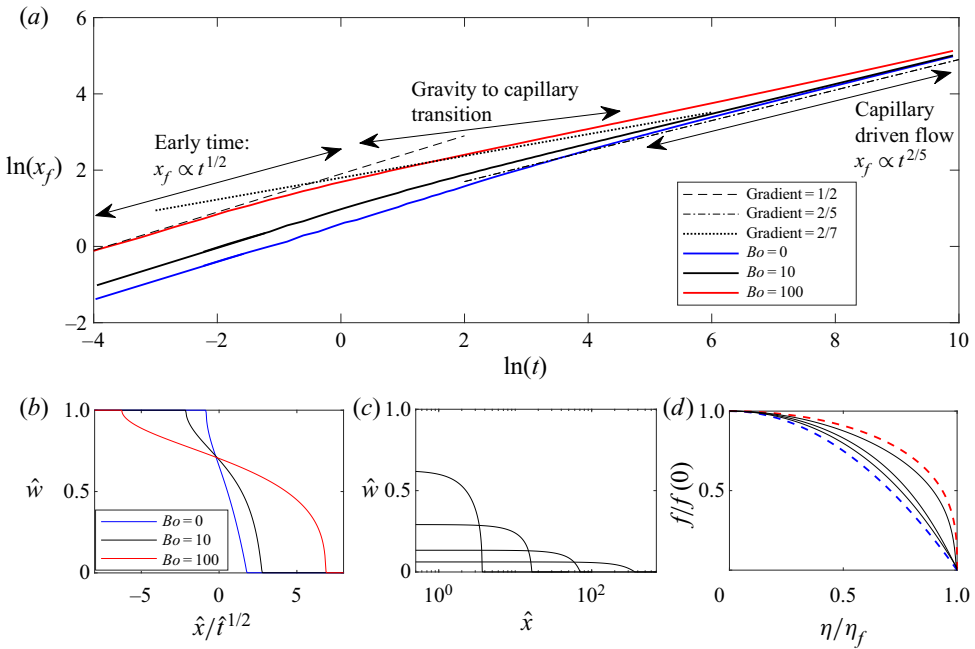 (a)
6
4
2
0
−2
ln(x_f)
Early time:
x_f ∝ t^{1/2}
Gravity to capillary
transition
Capillary
driven flow
x_f ∝ t^{2/5}
Gradient = 1/2
Gradient = 2/5
Gradient = 2/7
Bo = 0
Bo = 10
Bo = 100
−4 −2 0 2 4 6 8 10
ln(t)
(b)
1.0
ŵ
0.5
0
Bo = 0
Bo = 10
Bo = 100
−5 0 5
x̂/t̂^{1/2}
(c)
1.0
ŵ
0.5
0
10^0 10^2
x̂
(d)
1.0
f/f(0)
0.5
0 0.5 1.0
η/η_f